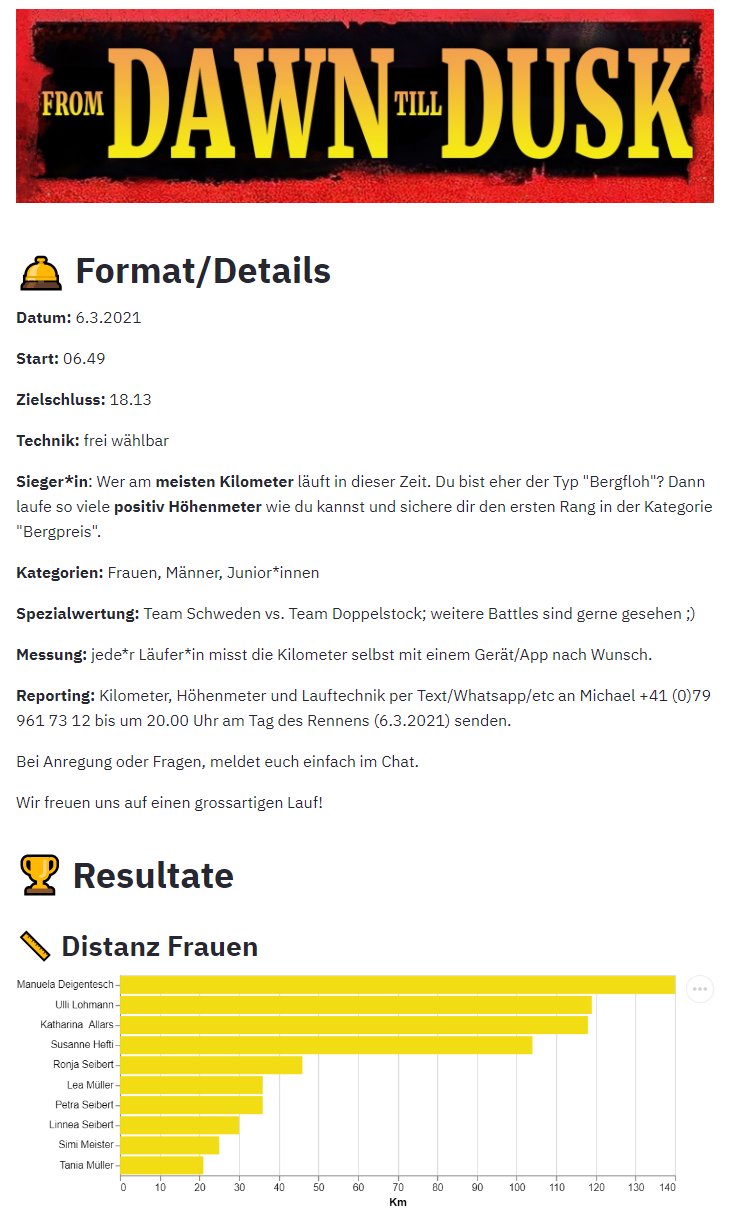 FROM DAWN TILL DUSK
Format/Details
Datum: 6.3.2021
Start: 06.49
Zielschluss: 18.13
Technik: frei wählbar
Sieger*in: Wer am meisten Kilometer läuft in dieser Zeit. Du bist eher der Typ "Bergfloh"? Dann
laufe so viele positiv Höhenmeter wie du kannst und sichere dir den ersten Rang in der Kategorie
"Bergpreis".
Kategorien: Frauen, Männer, Junior*innen
Spezialwertung: Team Schweden vs. Team Doppelstock; weitere Battles sind gerne gesehen ;)
Messung: jede*r Läufer*in misst die Kilometer selbst mit einem Gerät/App nach Wunsch.
Reporting: Kilometer, Höhenmeter und Lauftechnik per Text/Whatsapp/etc an Michael +41 (0)79
961 73 12 bis um 20.00 Uhr am Tag des Rennens (6.3.2021) senden.
Bei Anregung oder Fragen, meldet euch einfach im Chat.
Wir freuen uns auf einen grossartigen Lauf!
Resultate
Distanz Frauen
Manuela Deigentesch
Ulli Lohmann
Katharina Allars
Susanne Hefti
Ronja Seibert
Lea Müller
Petra Seibert
Linnea Seibert
Simi Meister
Tania Müller
0 10 20 30 40 50 60 70 80 90 100 110 120 130 140
Km